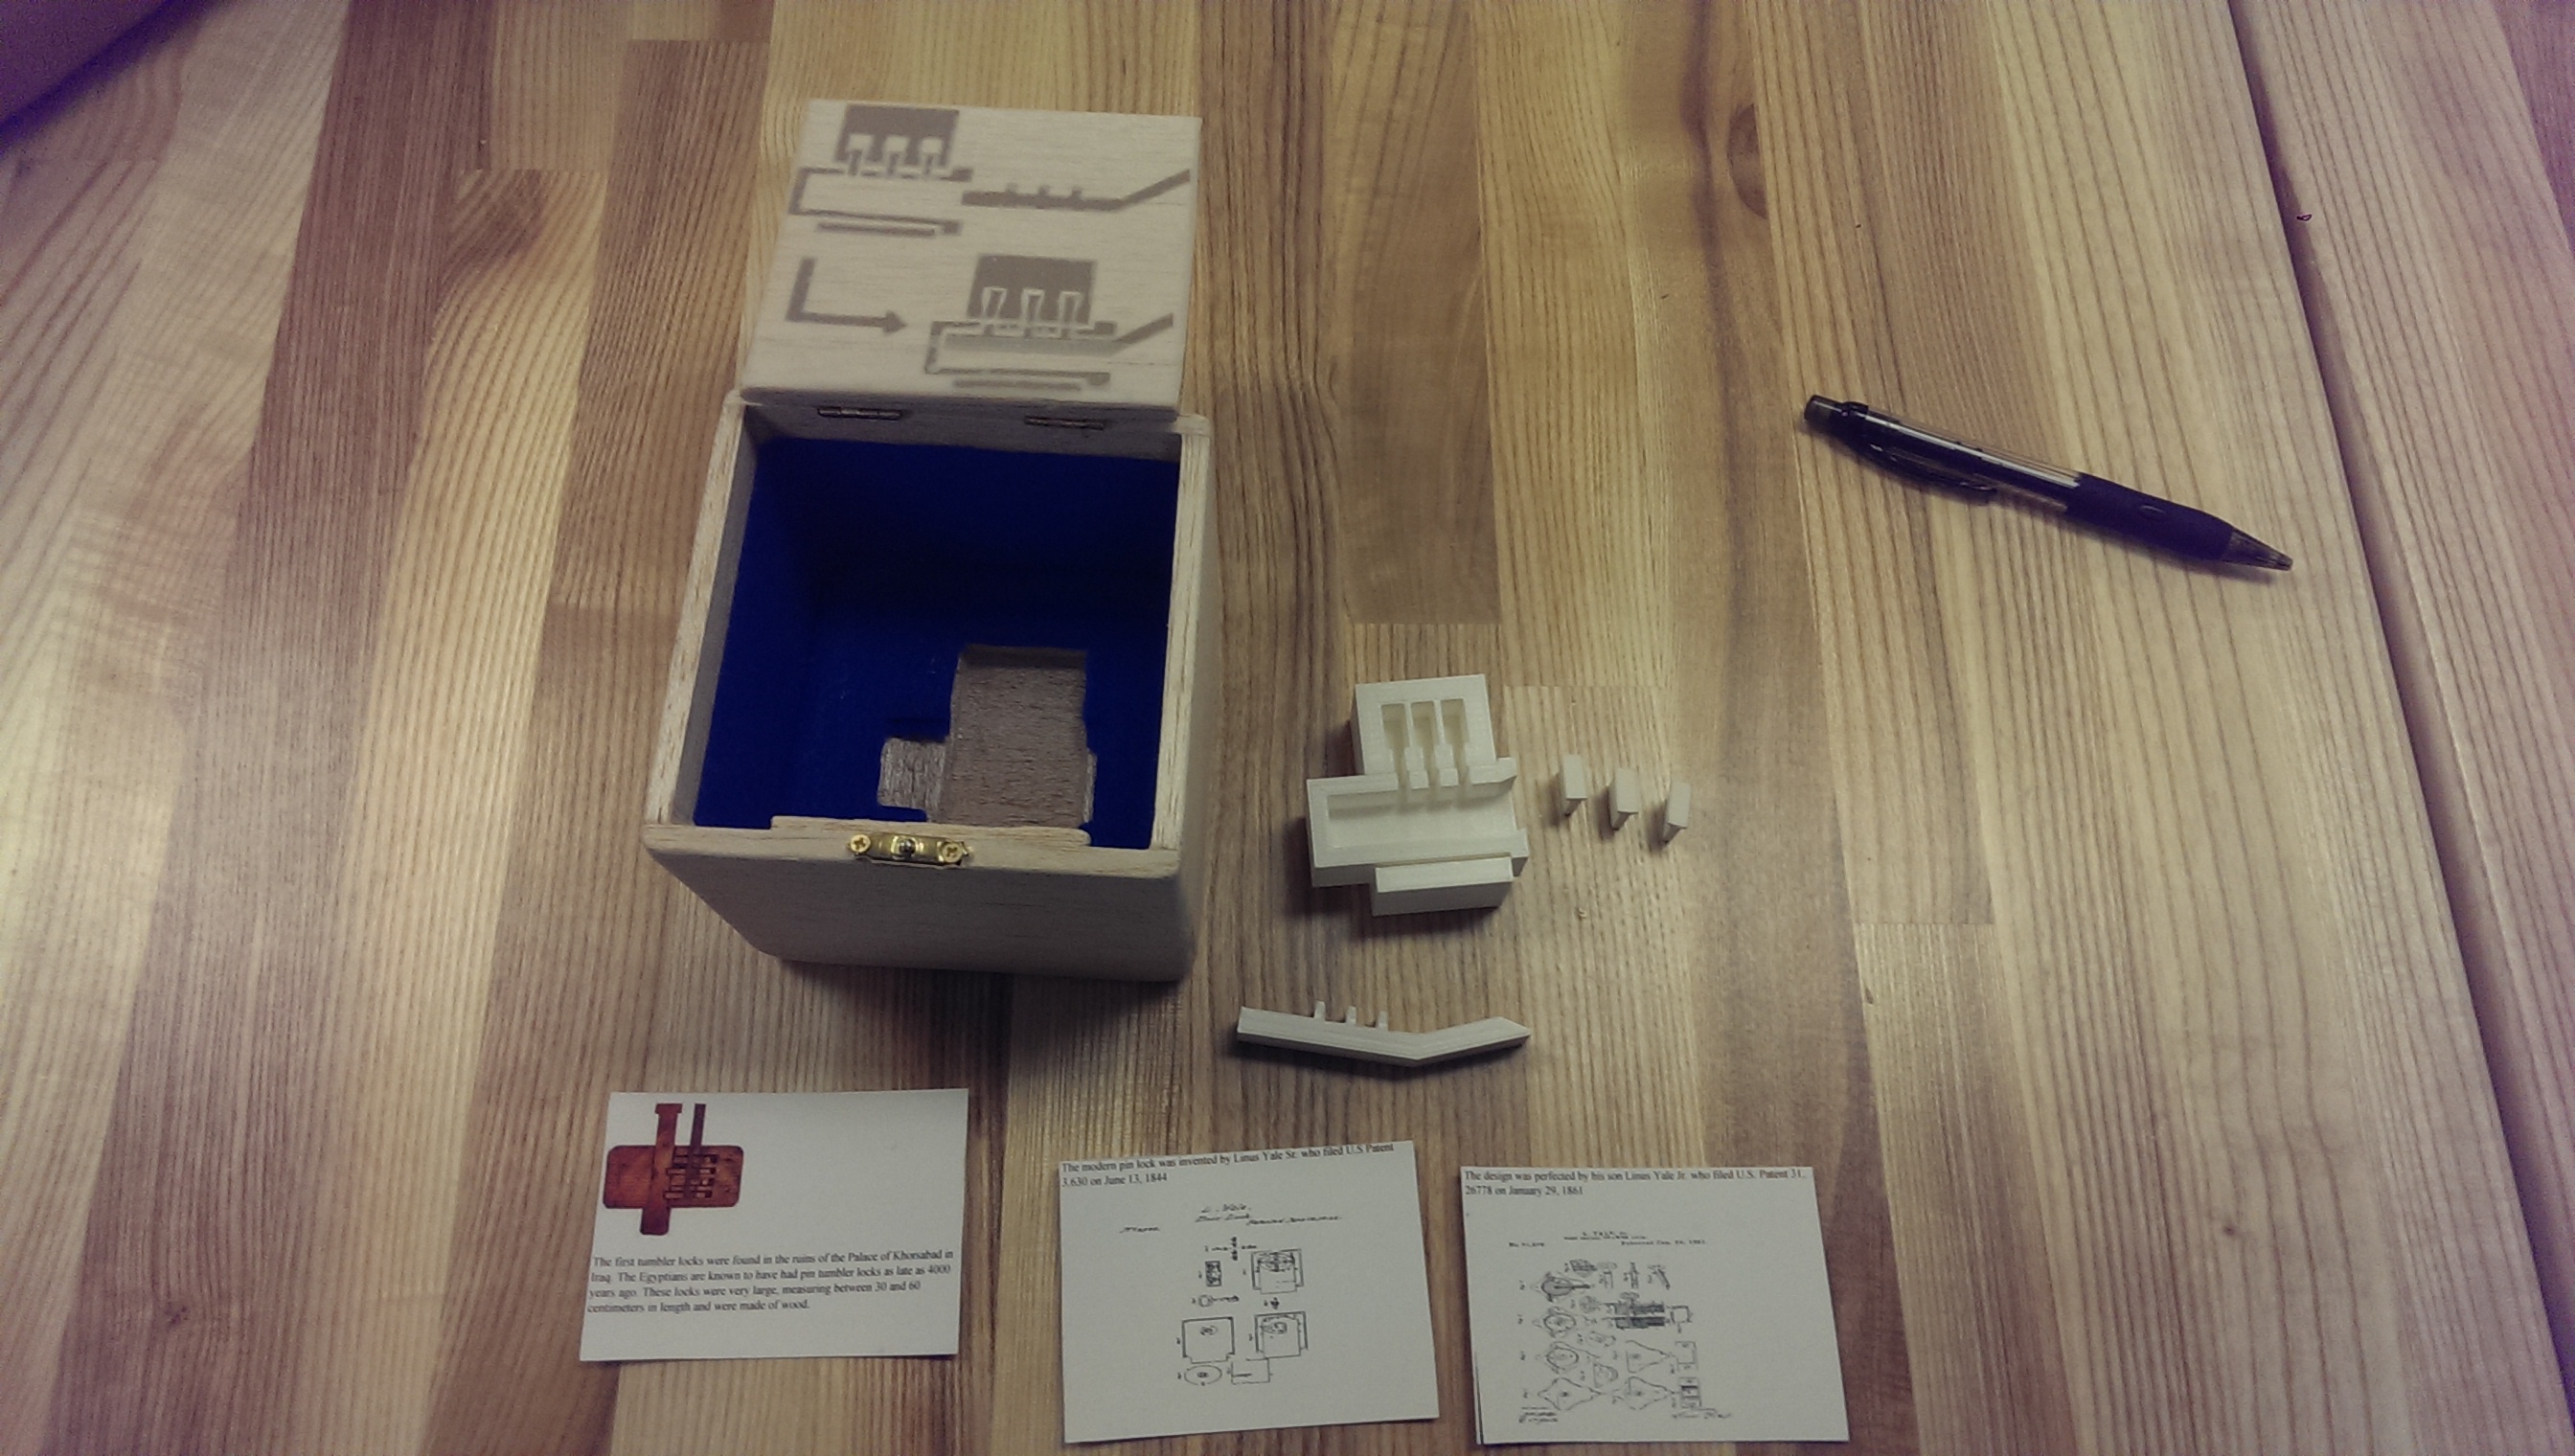 The first tumbler locks were found in the ruins of the Palace of Khorsabad in
Iraq. The Egyptians are known to have had pin tumbler locks as late as 4000
years ago. These locks were very large, measuring between 30 and 60
centimeters in length and were made of wood.
The modern pin lock was invented by Linus Yale Sr. who filed U.S Patent
3,630 on June 13, 1844
The design was perfected by his son Linus Yale Jr. who filed U.S. Patent 31,
26778 on January 29, 1861